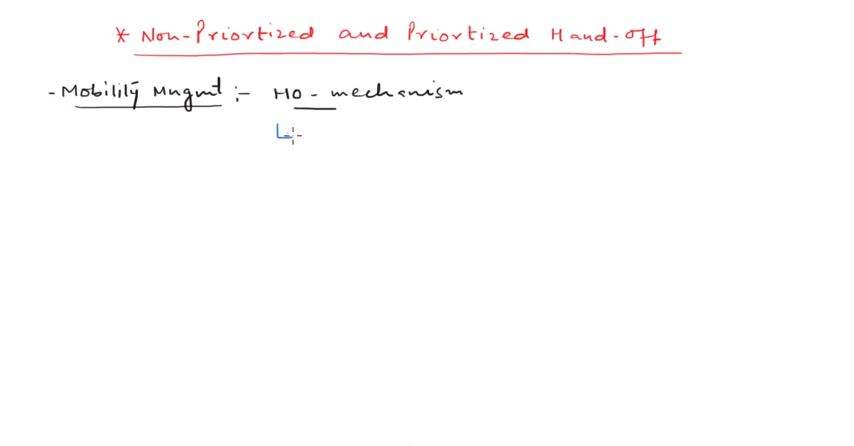 * Non-Priortized and Priortized Hand-off
- Mobility Mngmt :- HO - mechanism